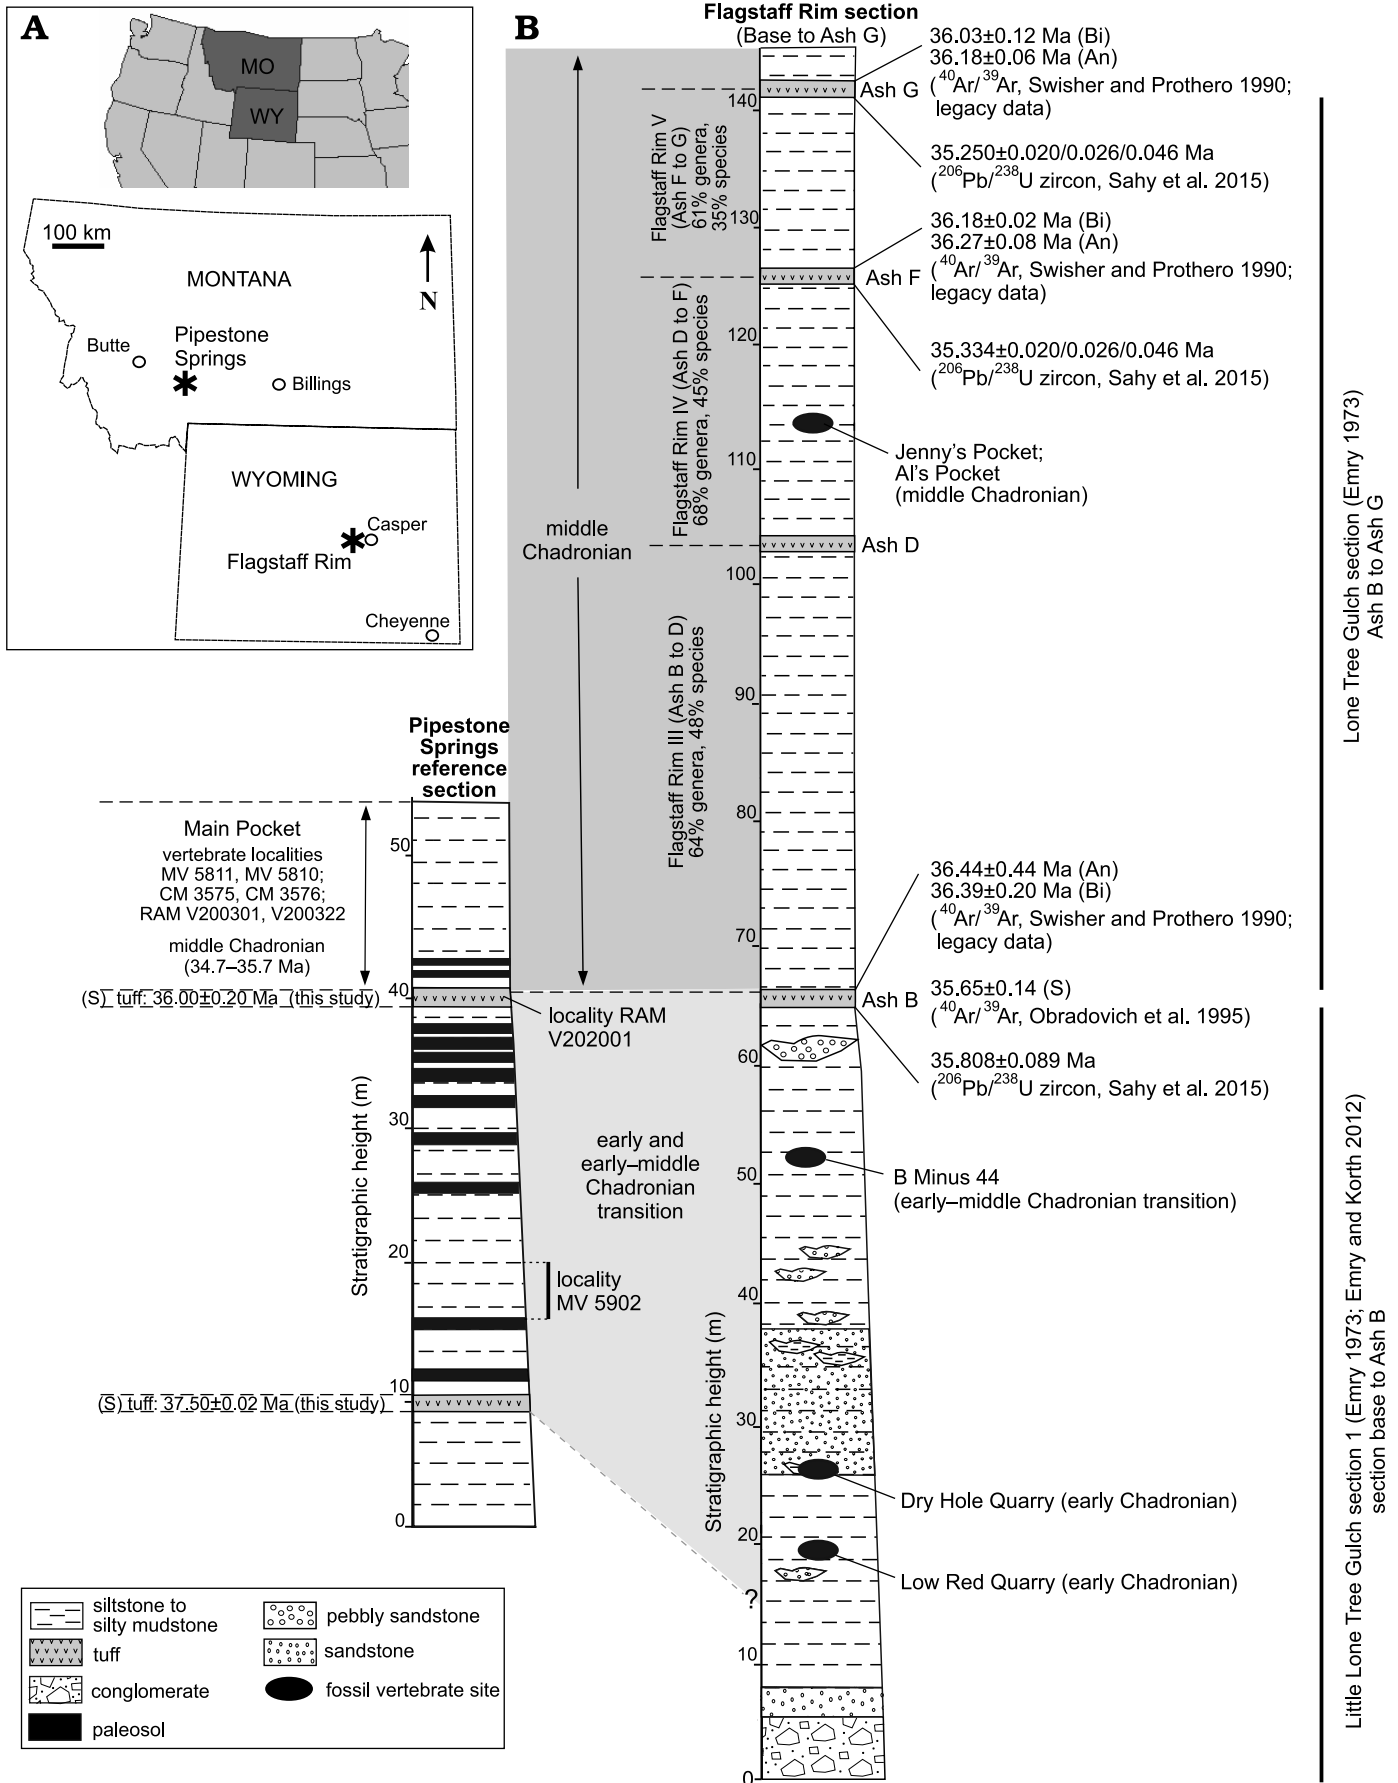 A
MO
WY
100 km
N
MONTANA
Butte
Pipestone
Springs
Billings
WYOMING
Casper
Flagstaff Rim
Cheyenne
B
Flagstaff Rim section
(Base to Ash G)
140
130
120
110
100
90
80
70
60
50
40
30
20
10
0
?
Stratigraphic height (m)
36.03±0.12 Ma (Bi)
36.18±0.06 Ma (An)
(40Ar/39Ar, Swisher and Prothero 1990;
legacy data)
Ash G
35.250±0.020/0.026/0.046 Ma
(206Pb/238U zircon, Sahy et al. 2015)
36.18±0.02 Ma (Bi)
36.27±0.08 Ma (An)
(40Ar/39Ar, Swisher and Prothero 1990;
legacy data)
Ash F
35.334±0.020/0.026/0.046 Ma
(206Pb/238U zircon, Sahy et al. 2015)
Jenny's Pocket;
Al's Pocket
(middle Chadronian)
Ash D
36.44±0.44 Ma (An)
36.39±0.20 Ma (Bi)
(40Ar/39Ar, Swisher and Prothero 1990;
legacy data)
Ash B
35.65±0.14 (S)
(40Ar/39Ar, Obradovich et al. 1995)
35.808±0.089 Ma
(206Pb/238U zircon, Sahy et al. 2015)
B Minus 44
(early–middle Chadronian transition)
Dry Hole Quarry (early Chadronian)
Low Red Quarry (early Chadronian)
Flagstaff Rim V
(Ash F to G)
61% genera,
35% species
Flagstaff Rim IV (Ash D to F)
68% genera, 45% species
Flagstaff Rim III (Ash B to D)
64% genera, 48% species
middle
Chadronian
early and
early–middle
Chadronian
transition
Lone Tree Gulch section (Emry 1973)
Ash B to Ash G
Little Lone Tree Gulch section 1 (Emry 1973; Emry and Korth 2012)
section base to Ash B
Pipestone
Springs
reference
section
Main Pocket
vertebrate localities
MV 5811, MV 5810;
CM 3575, CM 3576;
RAM V200301, V200322
middle Chadronian
(34.7–35.7 Ma)
(S) tuff: 36.00±0.20 Ma (this study)
locality RAM
V202001
locality
MV 5902
(S) tuff: 37.50±0.02 Ma (this study)
50
40
30
20
10
0
Stratigraphic height (m)
siltstone to
silty mudstone
tuff
conglomerate
paleosol
pebbly sandstone
sandstone
fossil vertebrate site